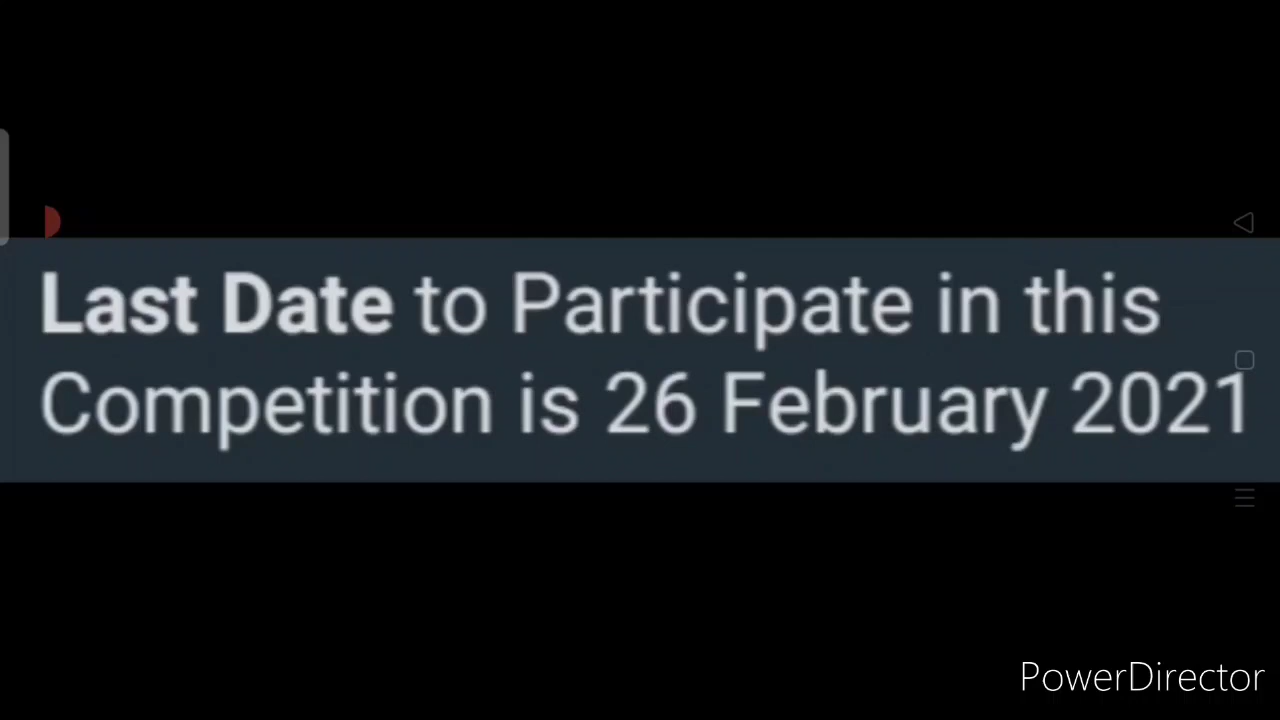 Last Date to Participate in this
Competition is 26 February 2021
PowerDirector